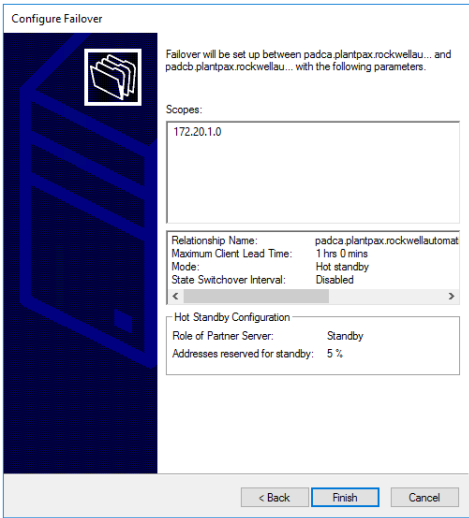 Configure Failover
Failover will be set up between padca.plantpax.rockwellau... and
padcb.plantpax.rockwellau... with the following parameters.
Scopes:
172.20.1.0
Relationship Name: padca.plantpax.rockwellautomat
Maximum Client Lead Time: 1 hrs 0 mins
Mode: Hot standby
State Switchover Interval: Disabled
Hot Standby Configuration
Role of Partner Server: Standby
Addresses reserved for standby: 5 %
< Back Finish Cancel